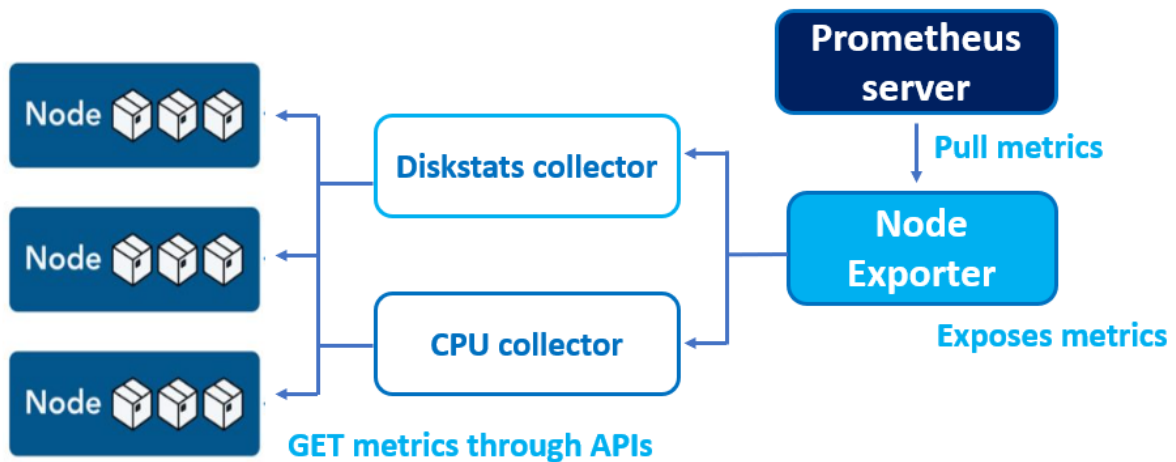 Prometheus
server
Pull metrics
Node
Exporter
Exposes metrics
Diskstats collector
CPU collector
Node
Node
Node
GET metrics through APIs